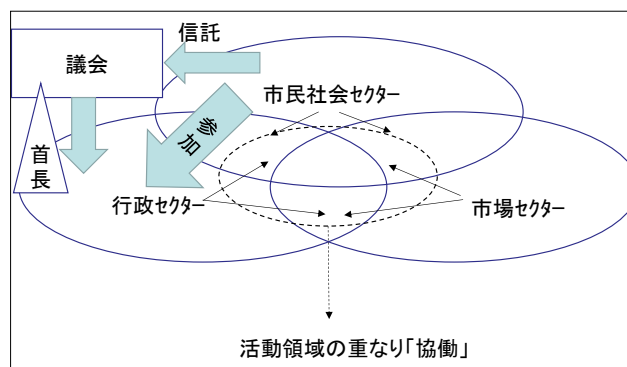 信託
議会
市民社会セクター
参加
首長
行政セクター
市場セクター
活動領域の重なり「協働」